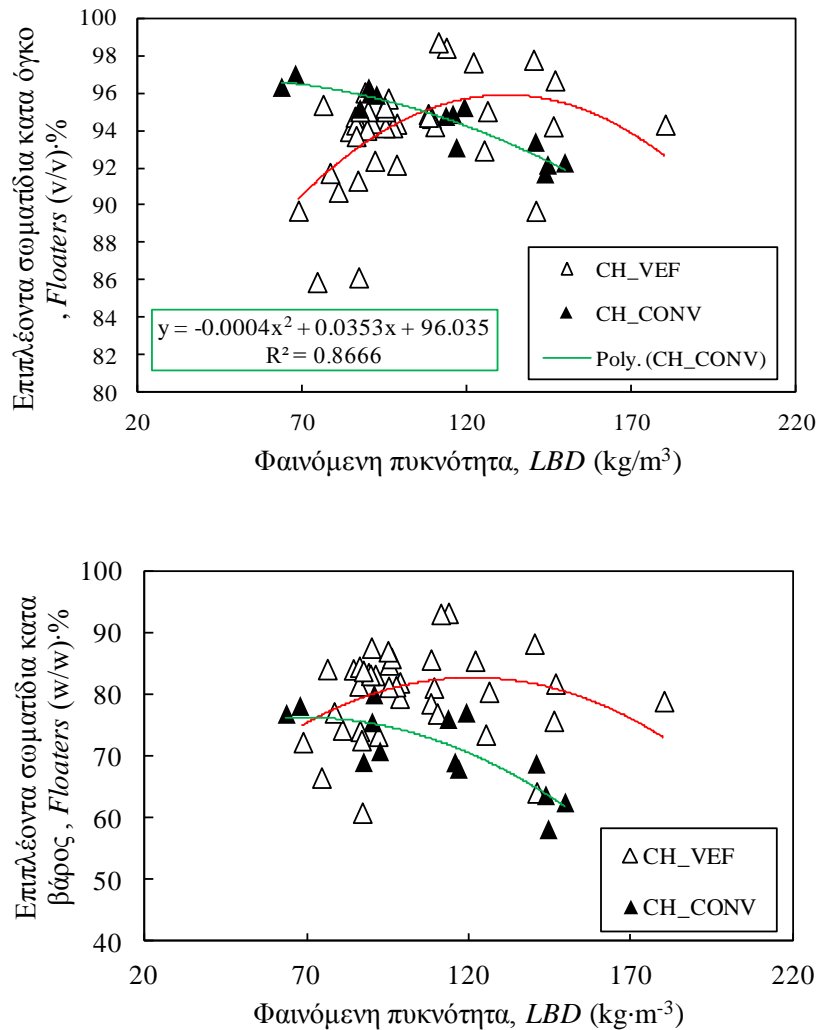 Επιπλέοντα σωματίδια κατα όγκο
, Floaters (v/v)·%
100
98
96
94
92
90
88
86
84
82
80
y = -0.0004x² + 0.0353x + 96.035
R² = 0.8666
CH_VEF
CH_CONV
Poly. (CH_CONV)
20
70
120
170
220
Φαινόμενη πυκνότητα, LBD (kg/m³)
Επιπλέοντα σωματίδια κατα
βάρος , Floaters (w/w)·%
100
90
80
70
60
50
40
CH_VEF
CH_CONV
20
70
120
170
220
Φαινόμενη πυκνότητα, LBD (kg·m⁻³)